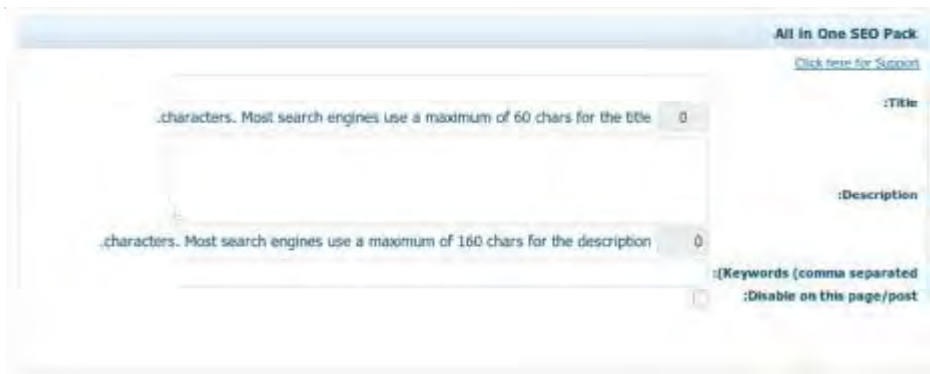 All in One SEO Pack
Click here for Support
:Title
.characters. Most search engines use a maximum of 60 chars for the title 0
:Description
.characters. Most search engines use a maximum of 160 chars for the description 0
:(Keywords (comma separated
:Disable on this page/post